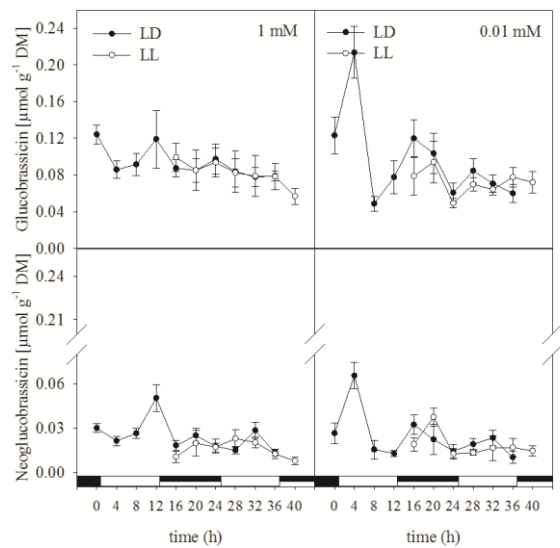 0.24
0.20
0.16
0.12
0.08
0.04
0.00
Glucobrassicin [µmol g⁻¹ DM]
LD
LL
1 mM
LD
LL
0.01 mM
0.24
0.21
0.06
0.03
0.00
Neoglucobrassicin [µmol g⁻¹ DM]
0 4 8 12 16 20 24 28 32 36 40
0 4 8 12 16 20 24 28 32 36 40
time (h)
time (h)